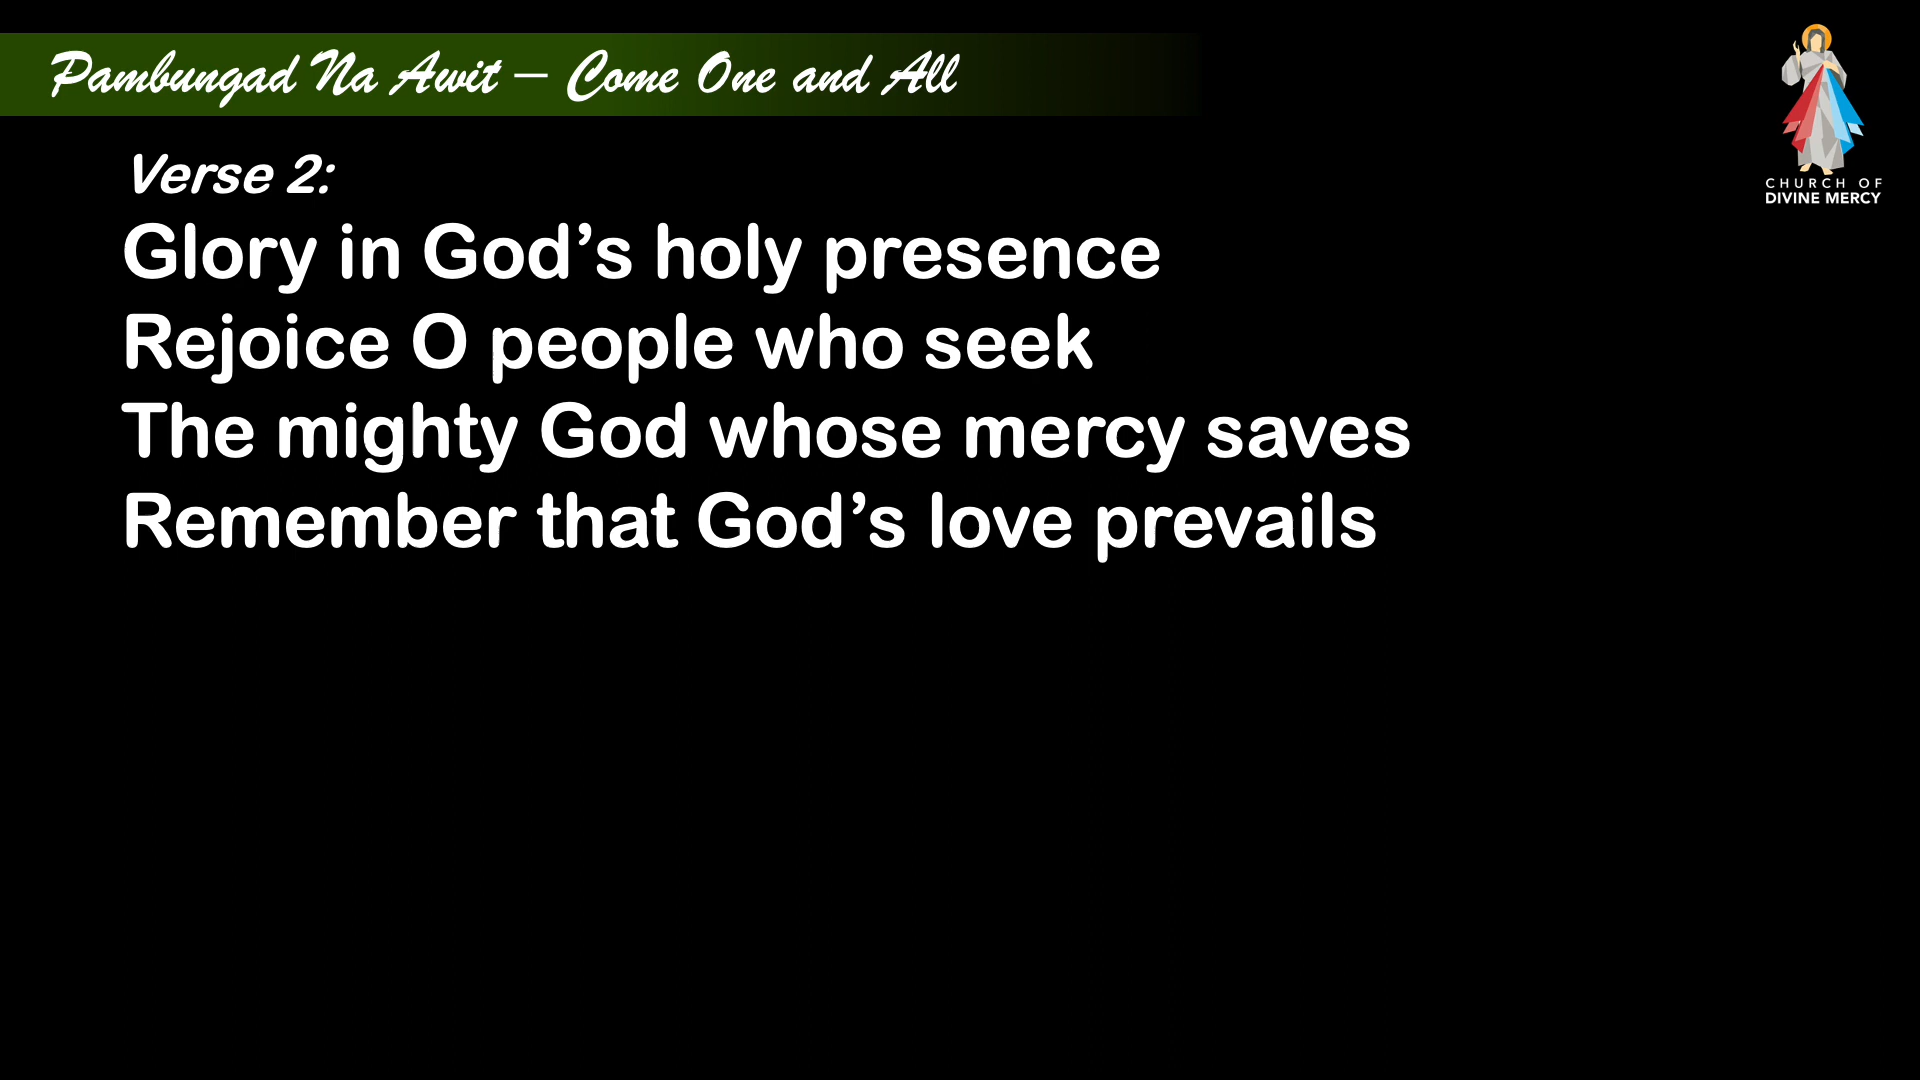 Pambungad Na Awit – Come One and All
CHURCH OF
DIVINE MERCY
Verse 2:
Glory in God’s holy presence
Rejoice O people who seek
The mighty God whose mercy saves
Remember that God’s love prevails